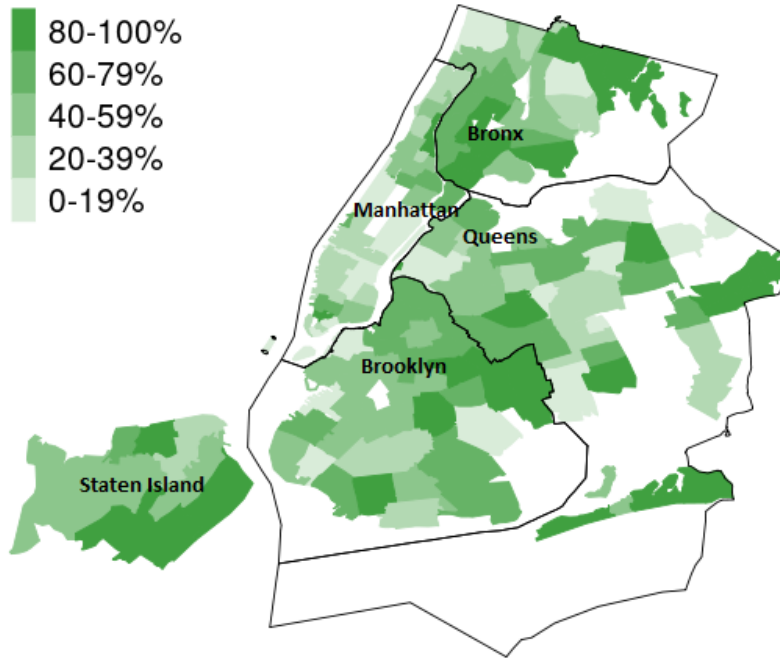 80-100%
60-79%
40-59%
20-39%
0-19%
Bronx
Manhattan
Queens
Brooklyn
Staten Island